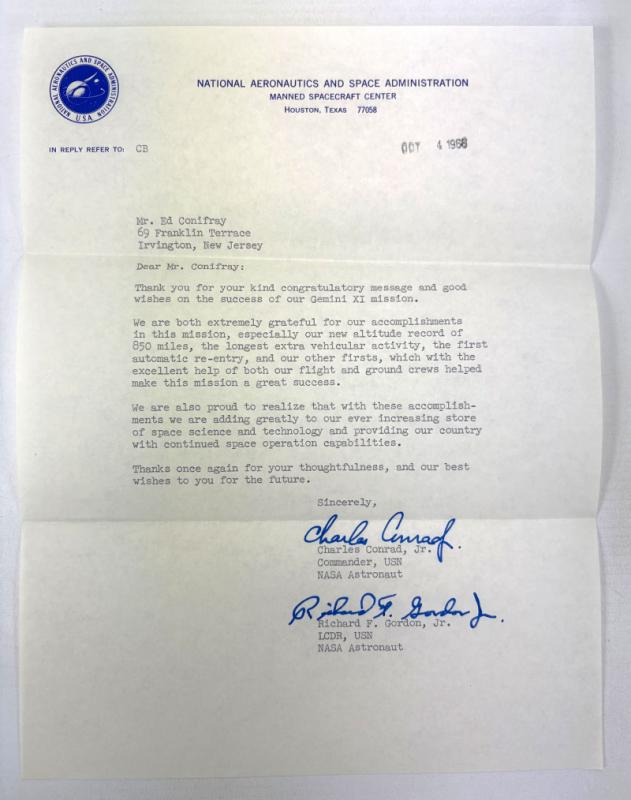 NATIONAL AERONAUTICS AND SPACE ADMINISTRATION
U.S.A.
NATIONAL AERONAUTICS AND SPACE ADMINISTRATION
MANNED SPACECRAFT CENTER
HOUSTON, TEXAS 77058
IN REPLY REFER TO: CB
OCT 4 1966
Mr. Ed Conifray
69 Franklin Terrace
Irvington, New Jersey
Dear Mr. Conifray:
Thank you for your kind congratulatory message and good
wishes on the success of our Gemini XI mission.
We are both extremely grateful for our accomplishments
in this mission, especially our new altitude record of
850 miles, the longest extra vehicular activity, the first
automatic re-entry, and our other firsts, which with the
excellent help of both our flight and ground crews helped
make this mission a great success.
We are also proud to realize that with these accomplish-
ments we are adding greatly to our ever increasing store
of space science and technology and providing our country
with continued space operation capabilities.
Thanks once again for your thoughtfulness, and our best
wishes to you for the future.
Sincerely,
Charles Conrad Jr.
Charles Conrad, Jr.
Commander, USN
NASA Astronaut
Richard F. Gordon Jr.
Richard F. Gordon, Jr.
LCDR, USN
NASA Astronaut